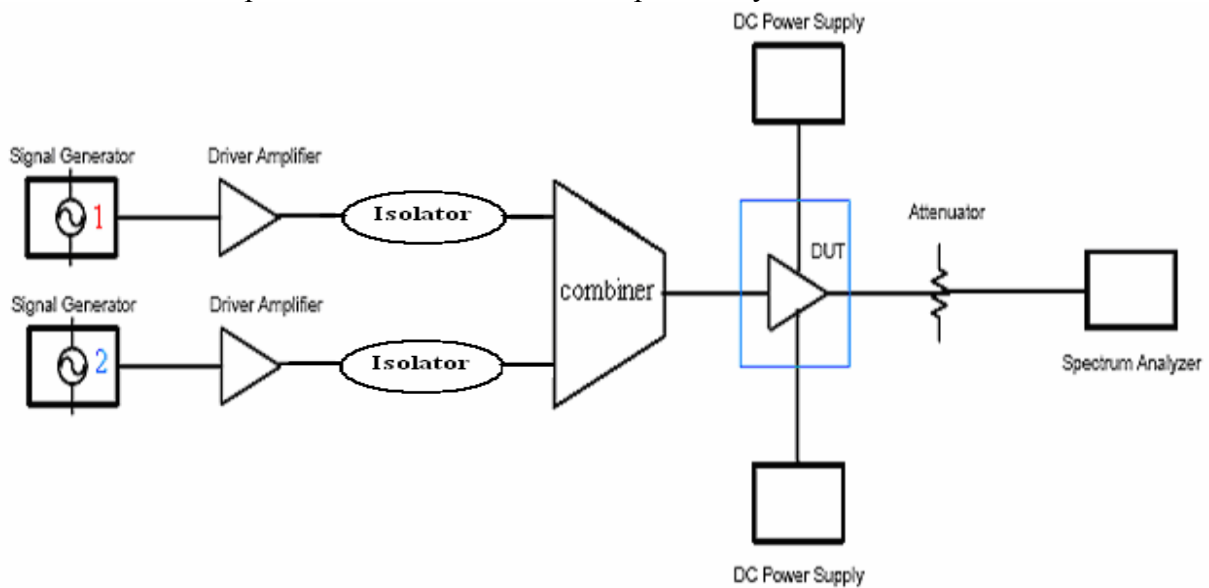 DC Power Supply
Signal Generator
Driver Amplifier
1
Isolator
Attenuator
DUT
combiner
Signal Generator
Driver Amplifier
2
Isolator
Spectrum Analyzer
DC Power Supply